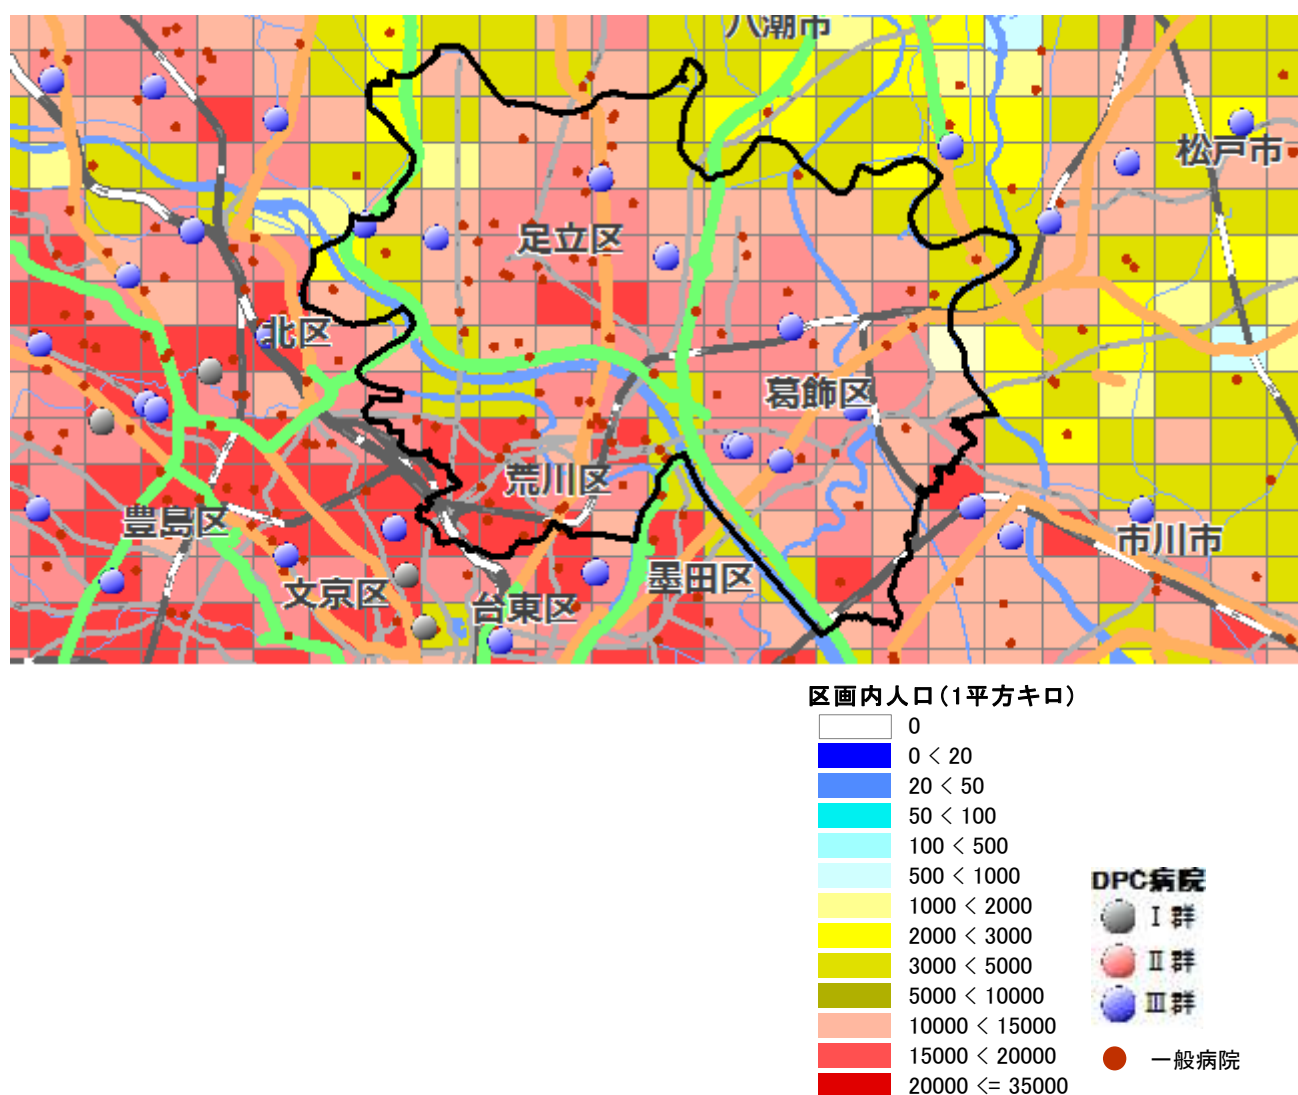 八潮市
松戸市
足立区
北区
葛飾区
荒川区
豊島区
市川市
墨田区
文京区
台東区
区画内人口(1平方キロ)
0
0 < 20
20 < 50
50 < 100
100 < 500
500 < 1000
1000 < 2000
2000 < 3000
3000 < 5000
5000 < 10000
10000 < 15000
15000 < 20000
20000 <= 35000
DPC病院
Ⅰ群
Ⅱ群
Ⅲ群
一般病院